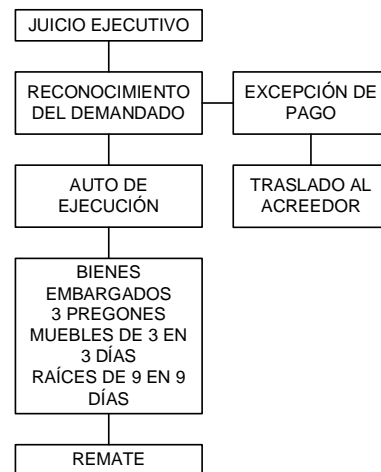 JUICIO EJECUTIVO
RECONOCIMIENTO
DEL DEMANDADO
EXCEPCIÓN DE
PAGO
AUTO DE
EJECUCIÓN
TRASLADO AL
ACREEDOR
BIENES
EMBARGADOS
3 PREGONES
MUEBLES DE 3 EN
3 DÍAS
RAÍCES DE 9 EN 9
DÍAS
REMATE